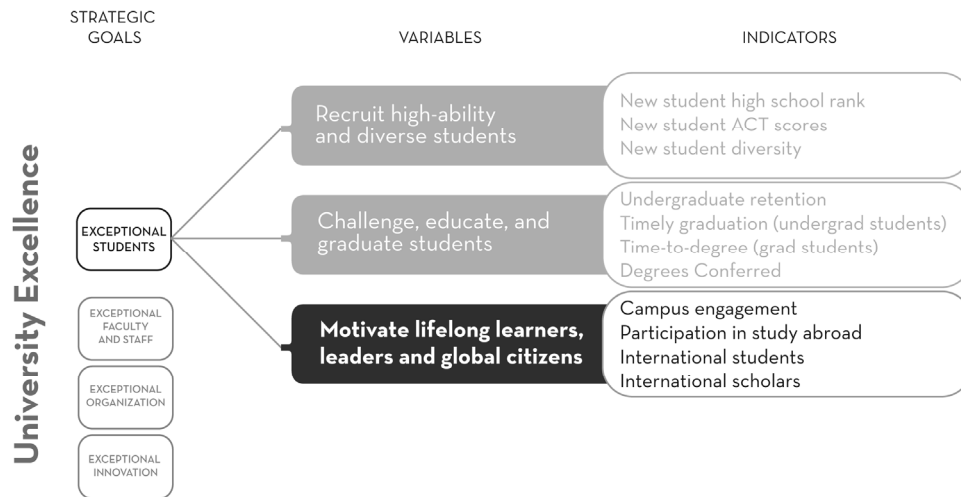 STRATEGIC
GOALS
VARIABLES
INDICATORS
University Excellence
EXCEPTIONAL
STUDENTS
EXCEPTIONAL
FACULTY
AND STAFF
EXCEPTIONAL
ORGANIZATION
EXCEPTIONAL
INNOVATION
Recruit high-ability
and diverse students
New student high school rank
New student ACT scores
New student diversity
Challenge, educate, and
graduate students
Undergraduate retention
Timely graduation (undergrad students)
Time-to-degree (grad students)
Degrees Conferred
Motivate lifelong learners,
leaders and global citizens
Campus engagement
Participation in study abroad
International students
International scholars